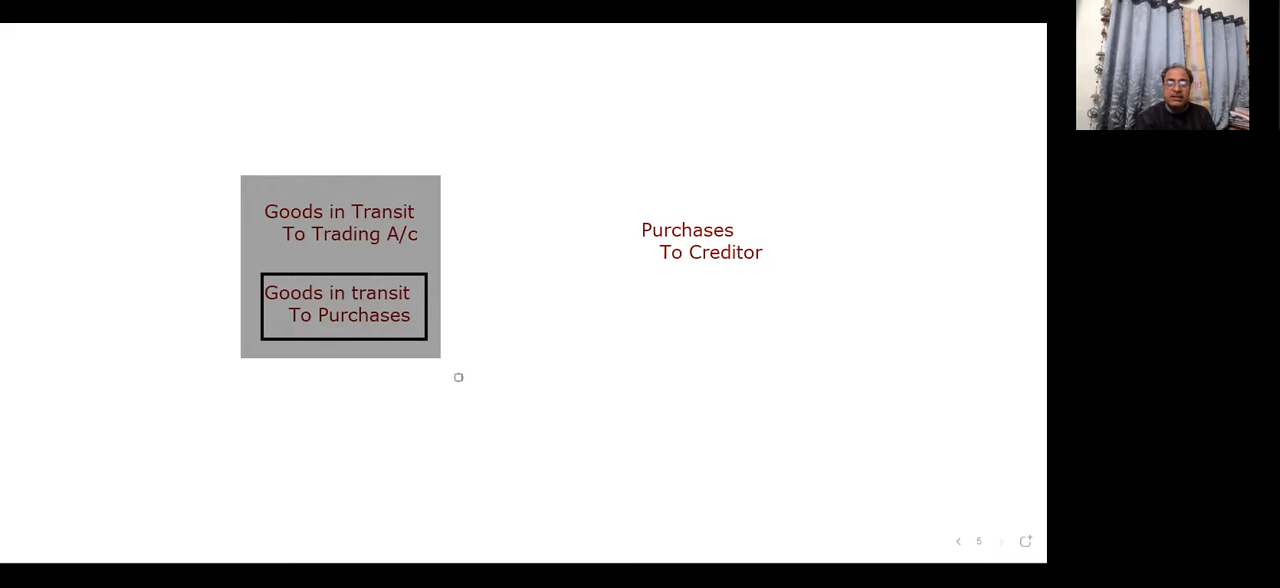 Goods in Transit
To Trading A/c
Goods in transit
To Purchases
Purchases
To Creditor
5